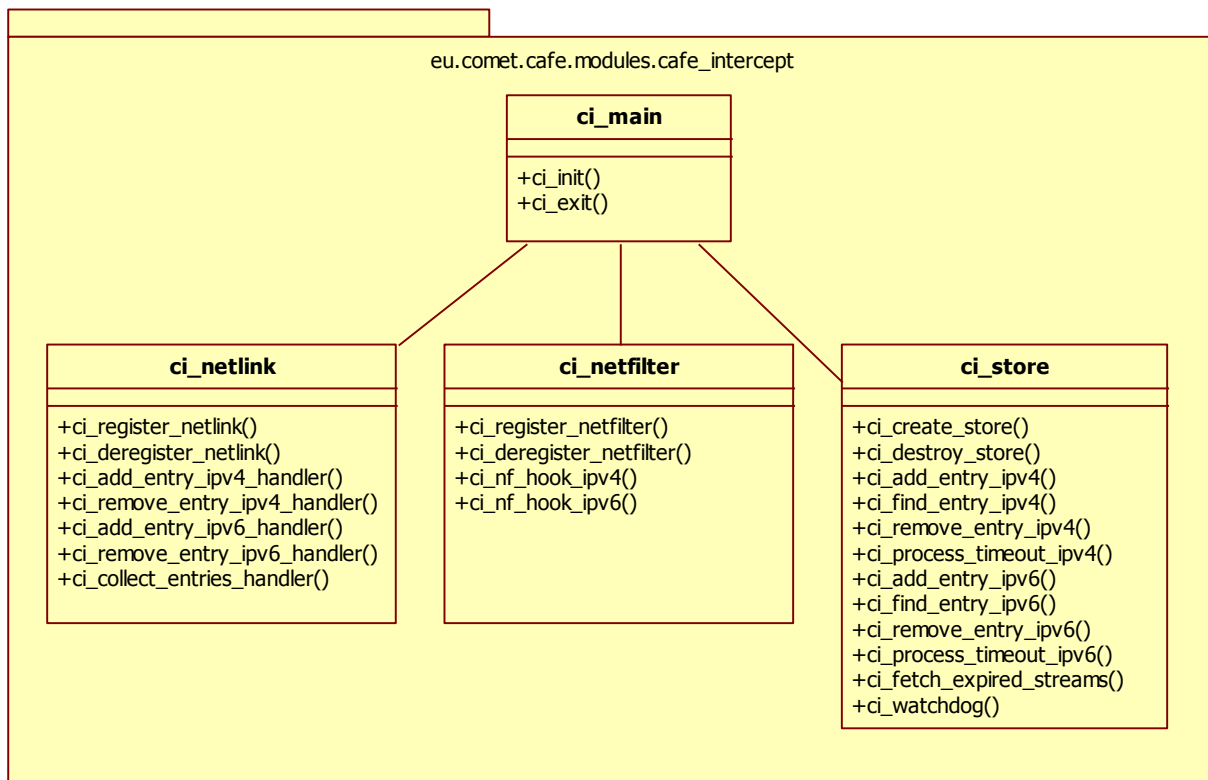 eu.comet.cafe.modules.cafe_intercept
ci_main
+ci_init()
+ci_exit()
ci_netlink
+ci_register_netlink()
+ci_deregister_netlink()
+ci_add_entry_ipv4_handler()
+ci_remove_entry_ipv4_handler()
+ci_add_entry_ipv6_handler()
+ci_remove_entry_ipv6_handler()
+ci_collect_entries_handler()
ci_netfilter
+ci_register_netfilter()
+ci_deregister_netfilter()
+ci_nf_hook_ipv4()
+ci_nf_hook_ipv6()
ci_store
+ci_create_store()
+ci_destroy_store()
+ci_add_entry_ipv4()
+ci_find_entry_ipv4()
+ci_remove_entry_ipv4()
+ci_process_timeout_ipv4()
+ci_add_entry_ipv6()
+ci_find_entry_ipv6()
+ci_remove_entry_ipv6()
+ci_process_timeout_ipv6()
+ci_fetch_expired_streams()
+ci_watchdog()